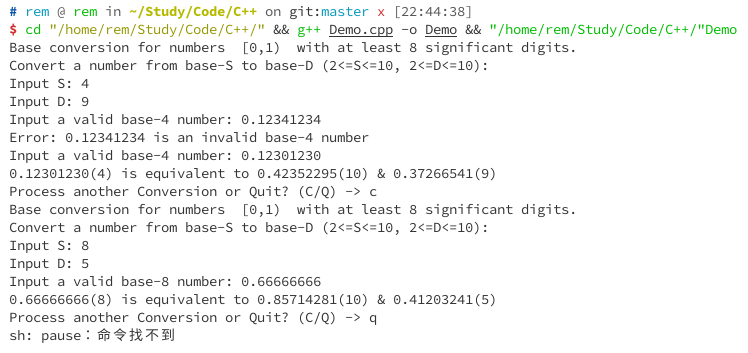 # rem @ rem in ~/Study/Code/C++ on git:master x [22:44:38]
$ cd "/home/rem/Study/Code/C++/" && g++ Demo.cpp -o Demo && "/home/rem/Study/Code/C++/"Demo
Base conversion for numbers  [0,1)  with at least 8 significant digits.
Convert a number from base-S to base-D (2<=S<=10, 2<=D<=10):
Input S: 4
Input D: 9
Input a valid base-4 number: 0.12341234
Error: 0.12341234 is an invalid base-4 number
Input a valid base-4 number: 0.12301230
0.12301230(4) is equivalent to 0.42352295(10) & 0.37266541(9)
Process another Conversion or Quit? (C/Q) -> c
Base conversion for numbers  [0,1)  with at least 8 significant digits.
Convert a number from base-S to base-D (2<=S<=10, 2<=D<=10):
Input S: 8
Input D: 5
Input a valid base-8 number: 0.66666666
0.66666666(8) is equivalent to 0.85714281(10) & 0.41203241(5)
Process another Conversion or Quit? (C/Q) -> q
sh: pause：命令找不到